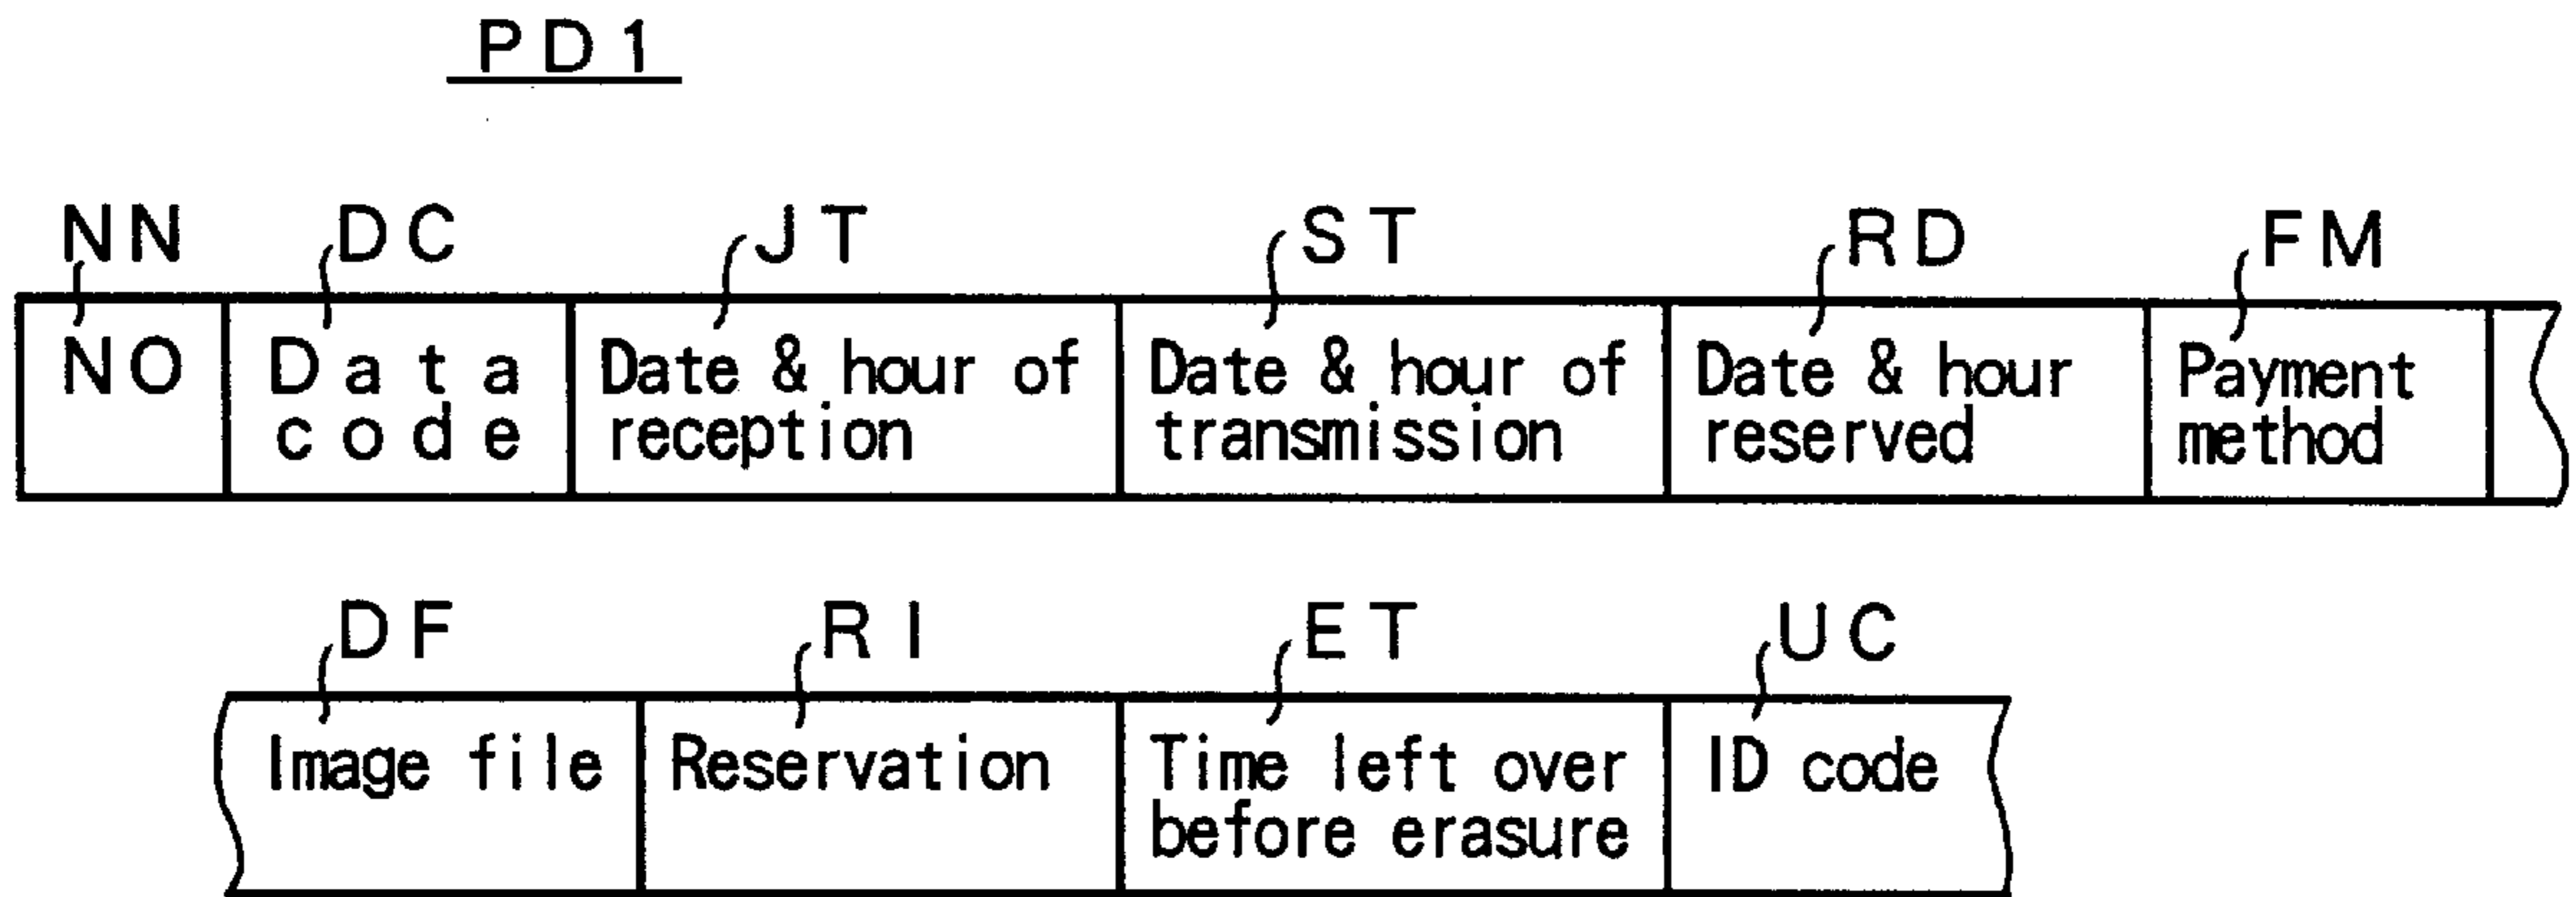 PD1
NN DC JT ST RD FM
NO Data Date & hour of Date & hour of Date & hour Payment
code reception transmission reserved method
DF RI ET UC
Image file Reservation Time left over ID code
before erasure